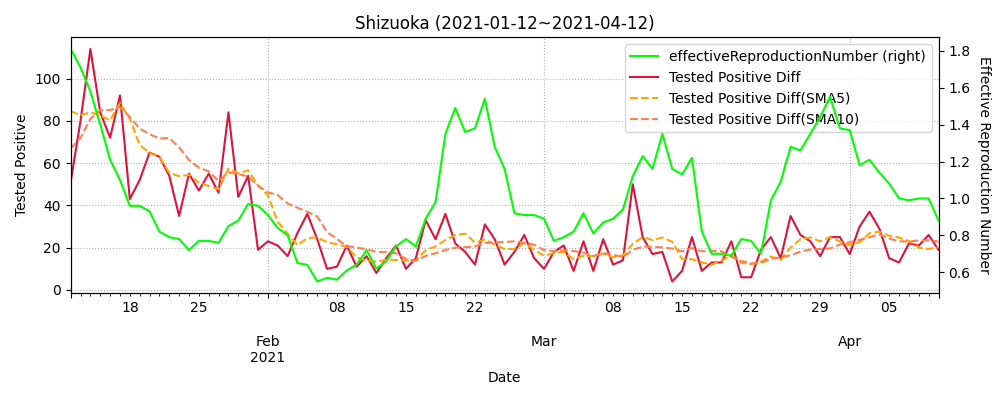 Shizuoka (2021-01-12~2021-04-12)
effectiveReproductionNumber (right)
Tested Positive Diff
Tested Positive Diff(SMA5)
Tested Positive Diff(SMA10)
Tested Positive
100
80
60
40
20
0
Effective Reproduction Number
1.8
1.6
1.4
1.2
1.0
0.8
0.6
18 25 08 15 22 08 15 22 29 05
Feb Mar Apr
2021
Date